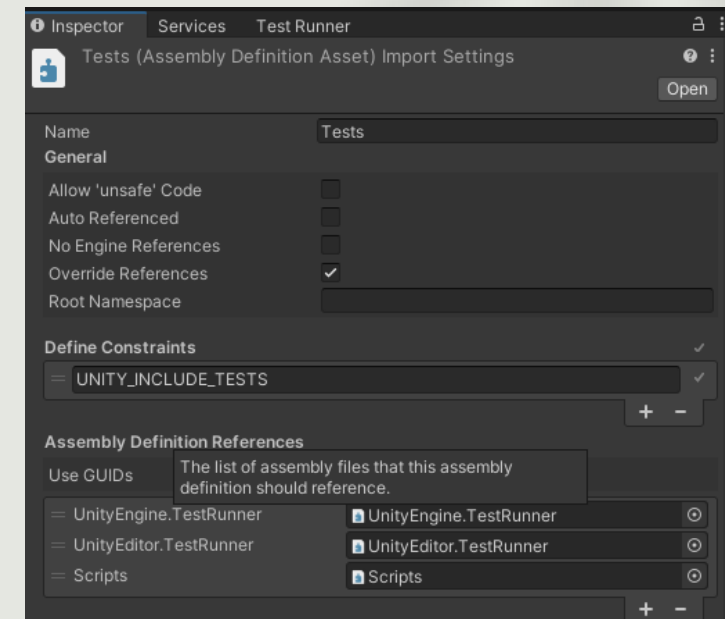 Inspector Services Test Runner
Tests (Assembly Definition Asset) Import Settings
Open
Name Tests
General
Allow 'unsafe' Code
Auto Referenced
No Engine References
Override References
Root Namespace
Define Constraints
UNITY_INCLUDE_TESTS
Assembly Definition References
Use GUIDs
The list of assembly files that this assembly
definition should reference.
UnityEngine.TestRunner UnityEngine.TestRunner
UnityEditor.TestRunner UnityEditor.TestRunner
Scripts Scripts